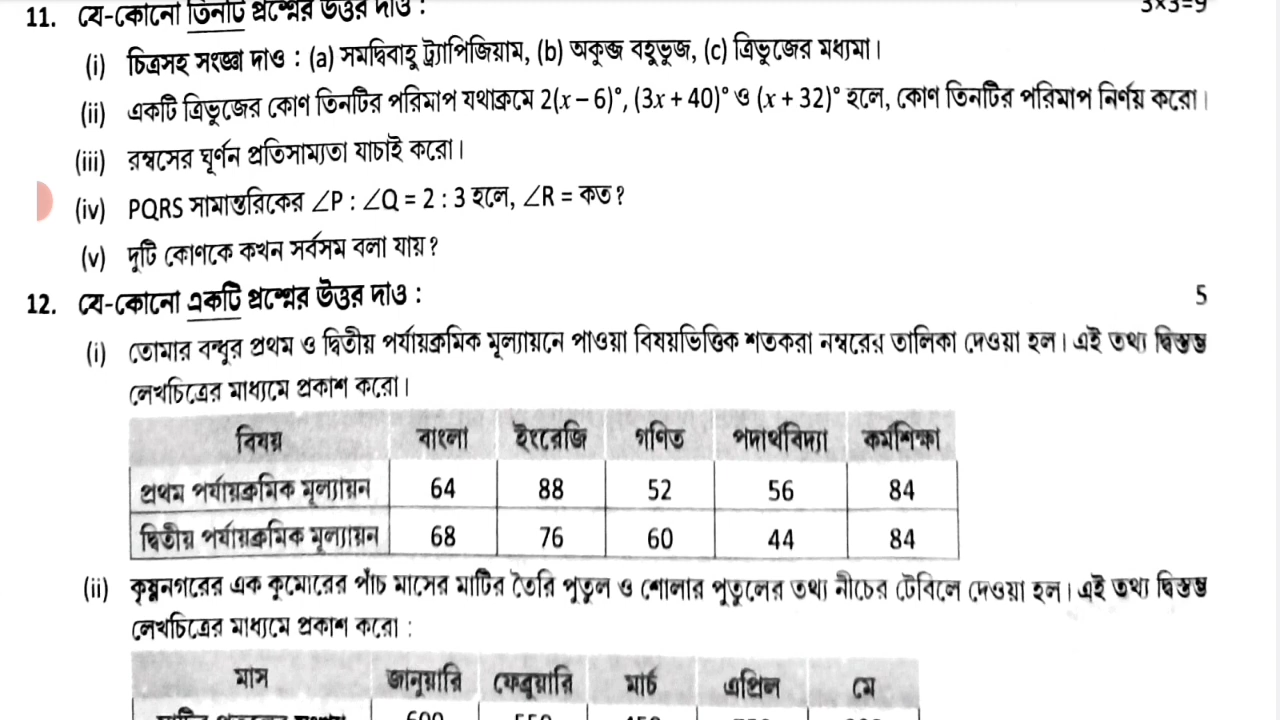 11. যে-কোনো তিনটি প্রশ্নের উত্তর দাও : 3×3=9
(i) চিত্রসহ সংজ্ঞা দাও : (a) সমদ্বিবাহু ট্র্যাপিজিয়াম, (b) অকুব্জ বহুভুজ, (c) ত্রিভুজের মধ্যমা।
(ii) একটি ত্রিভুজের কোণ তিনটির পরিমাপ যথাক্রমে 2(x – 6)°, (3x + 40)° ও (x + 32)° হলে, কোণ তিনটির পরিমাপ নির্ণয় করো।
(iii) রম্বসের ঘূর্ণন প্রতিসাম্যতা যাচাই করো।
(iv) PQRS সামান্তরিকের ∠P : ∠Q = 2 : 3 হলে, ∠R = কত?
(v) দুটি কোণকে কখন সর্বসম বলা যায়?
12. যে-কোনো একটি প্রশ্নের উত্তর দাও : 5
(i) তোমার বন্ধুর প্রথম ও দ্বিতীয় পর্যায়ক্রমিক মূল্যায়নে পাওয়া বিষয়ভিত্তিক শতকরা নম্বরের তালিকা দেওয়া হল। এই তথ্য দ্বিস্তম্ভ
লেখচিত্রের মাধ্যমে প্রকাশ করো।
বিষয় বাংলা ইংরেজি গণিত পদার্থবিদ্যা কর্মশিক্ষা
প্রথম পর্যায়ক্রমিক মূল্যায়ন 64 88 52 56 84
দ্বিতীয় পর্যায়ক্রমিক মূল্যায়ন 68 76 60 44 84
(ii) কৃষ্ণনগরের এক কুমোরের পাঁচ মাসের মাটির তৈরি পুতুল ও শোলার পুতুলের তথ্য নীচের টেবিলে দেওয়া হল। এই তথ্য দ্বিস্তম্ভ
লেখচিত্রের মাধ্যমে প্রকাশ করো :
মাস জানুয়ারি ফেব্রুয়ারি মার্চ এপ্রিল মে